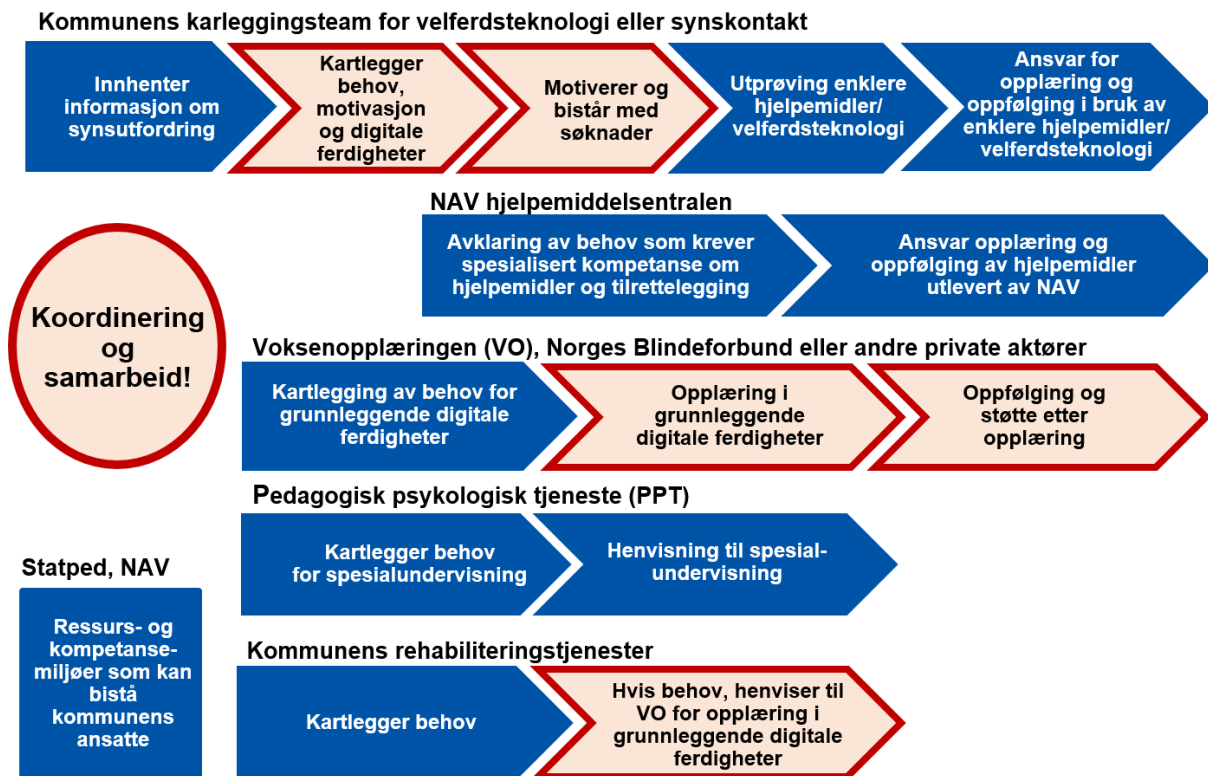 Kommunens karleggingsteam for velferdsteknologi eller synskontakt
Innhenter
informasjon om
synsutfordring
Kartlegger
behov,
motivasjon
og digitale
ferdigheter
Motiverer og
bistår med
søknader
Utprøving enklere
hjelpemidler/
velferdsteknologi
Ansvar for
opplæring og
oppfølging i bruk av
enklere hjelpemidler/
velferdsteknologi
NAV hjelpemiddelsentralen
Avklaring av behov som krever
spesialisert kompetanse om
hjelpemidler og tilrettelegging
Ansvar opplæring og
oppfølging av hjelpemidler
utlevert av NAV
Koordinering
og
samarbeid!
Voksenopplæringen (VO), Norges Blindeforbund eller andre private aktører
Kartlegging av behov for
grunnleggende digitale
ferdigheter
Opplæring i
grunnleggende
digitale ferdigheter
Oppfølging og
støtte etter
opplæring
Pedagogisk psykologisk tjeneste (PPT)
Kartlegger behov
for spesialundervisning
Henvisning til spesial-
undervisning
Statped, NAV
Ressurs- og
kompetanse-
miljøer som kan
bistå
kommunens
ansatte
Kommunens rehabiliteringstjenester
Kartlegger behov
Hvis behov, henviser til
VO for opplæring i
grunnleggende digitale
ferdigheter